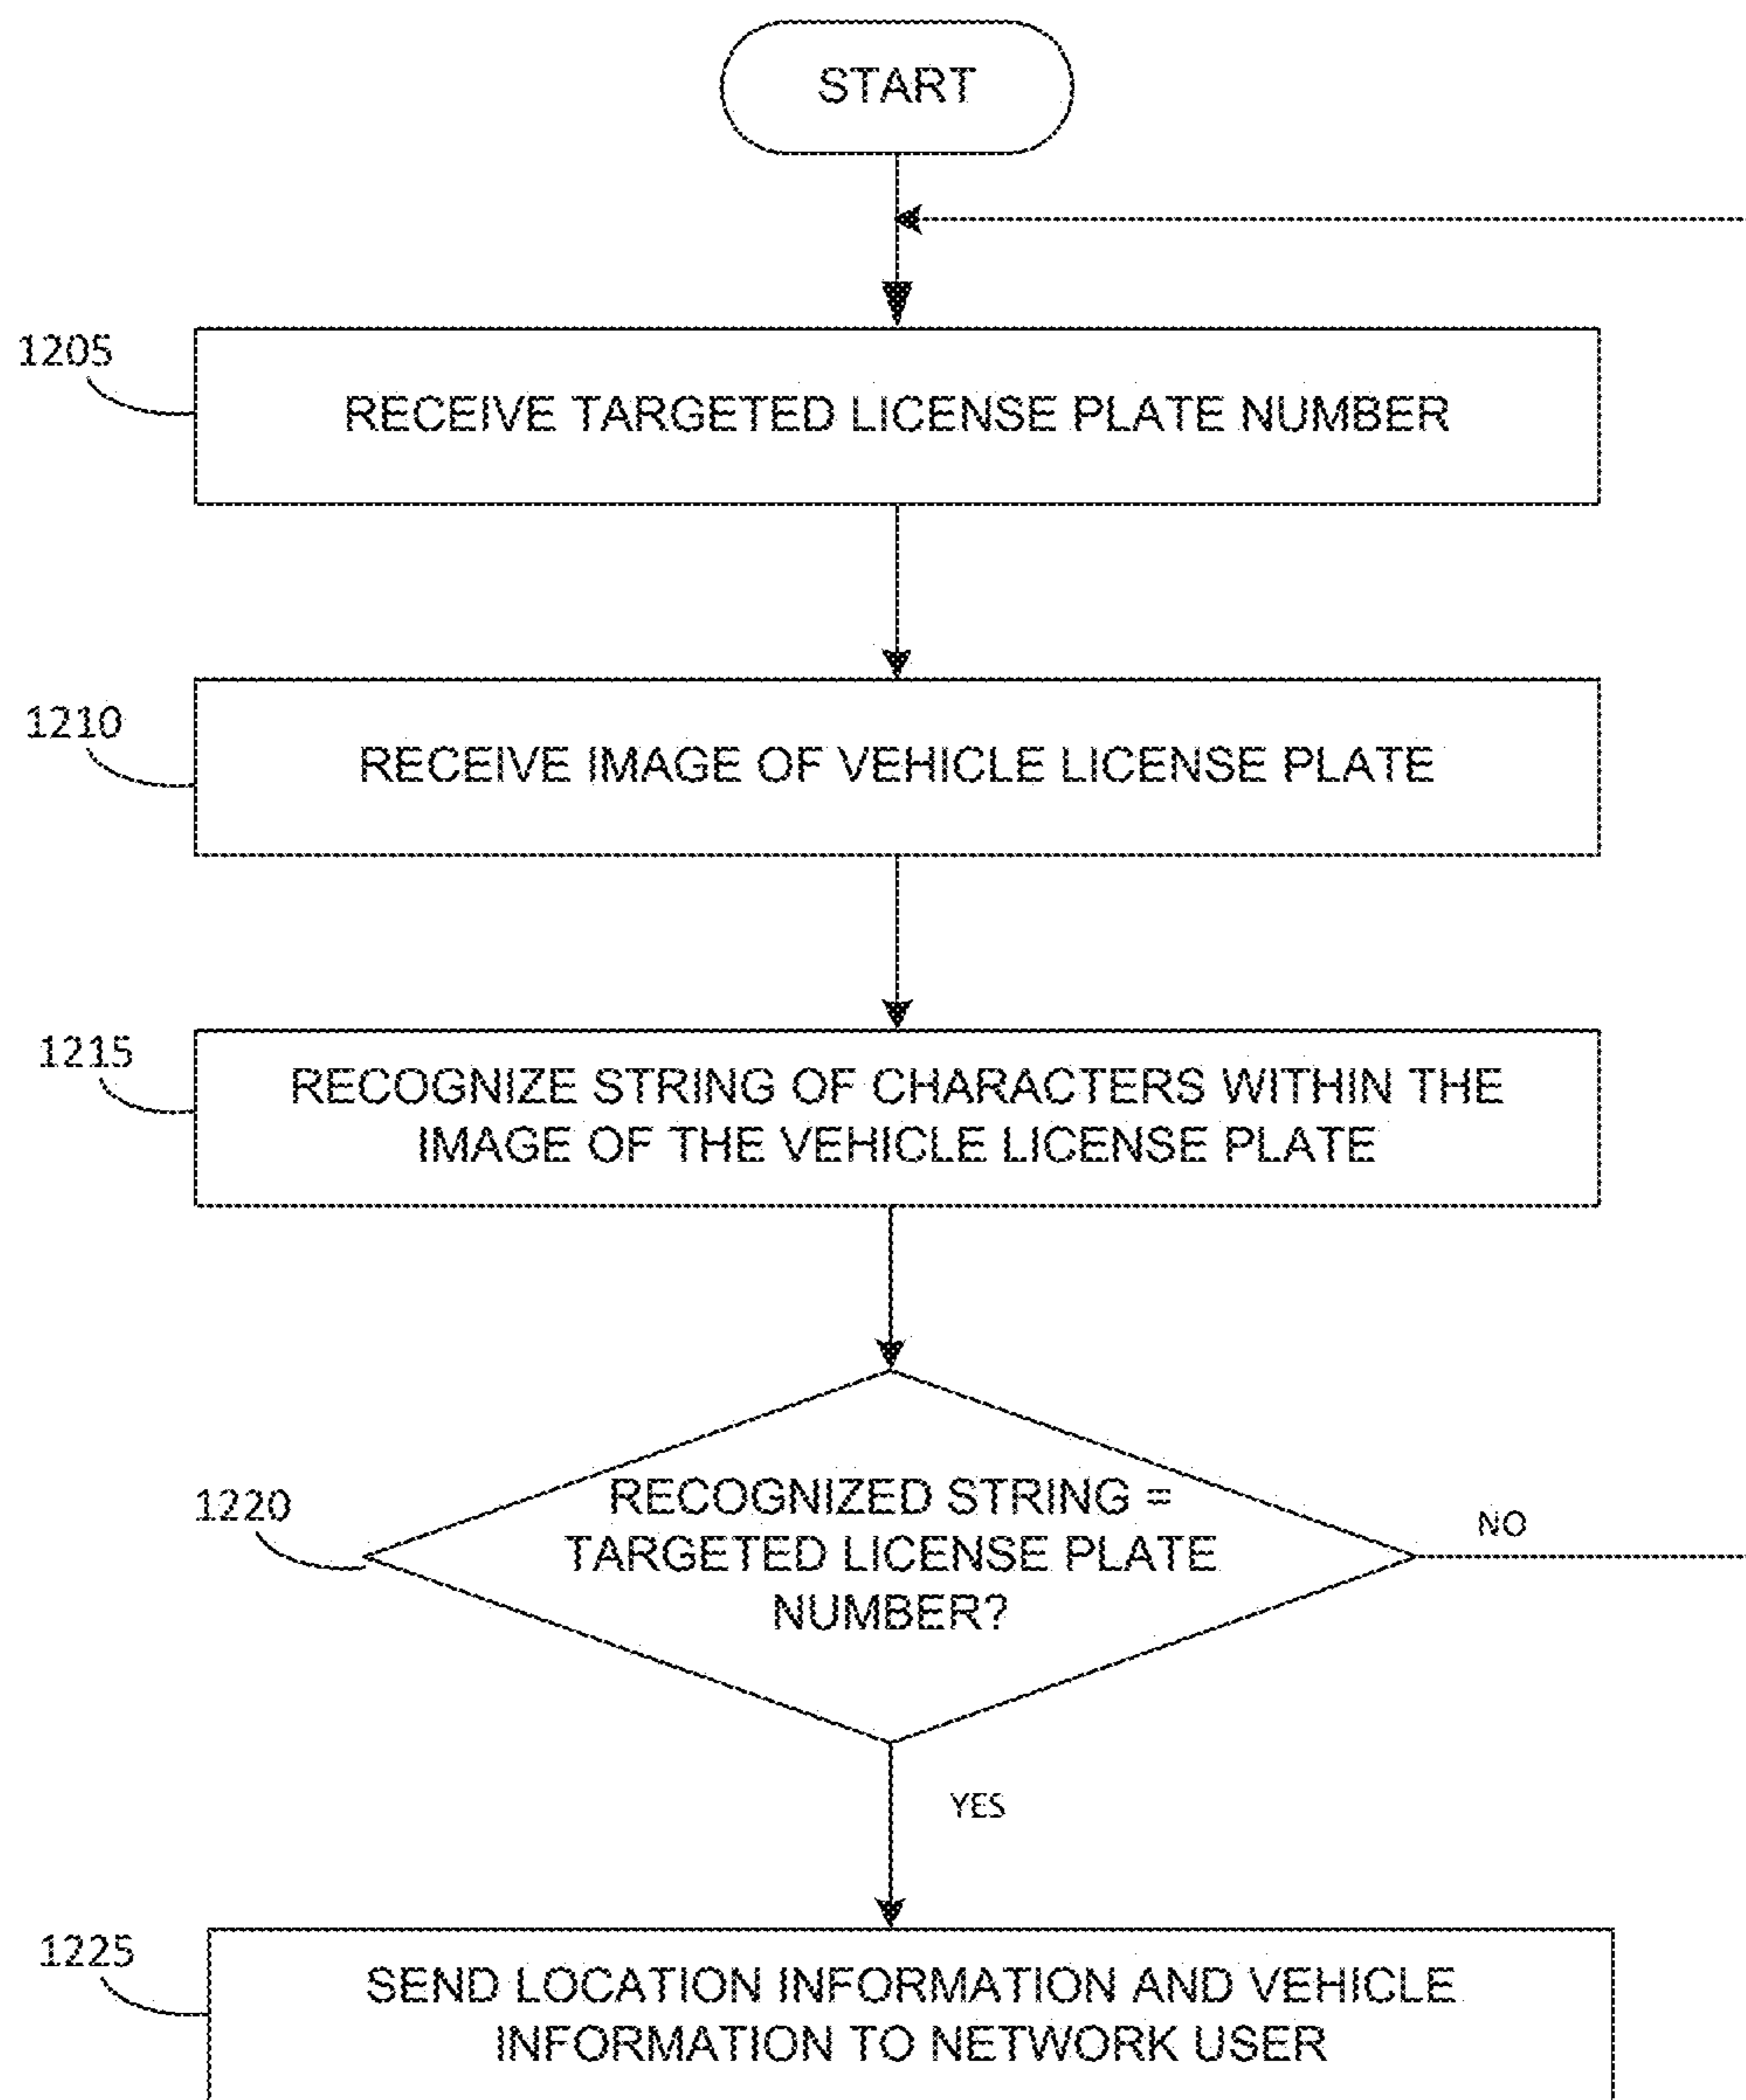 START
1205
RECEIVE TARGETED LICENSE PLATE NUMBER
1210
RECEIVE IMAGE OF VEHICLE LICENSE PLATE
1215
RECOGNIZE STRING OF CHARACTERS WITHIN THE
IMAGE OF THE VEHICLE LICENSE PLATE
1220
RECOGNIZED STRING =
TARGETED LICENSE PLATE
NUMBER?
NO
YES
1225
SEND LOCATION INFORMATION AND VEHICLE
INFORMATION TO NETWORK USER